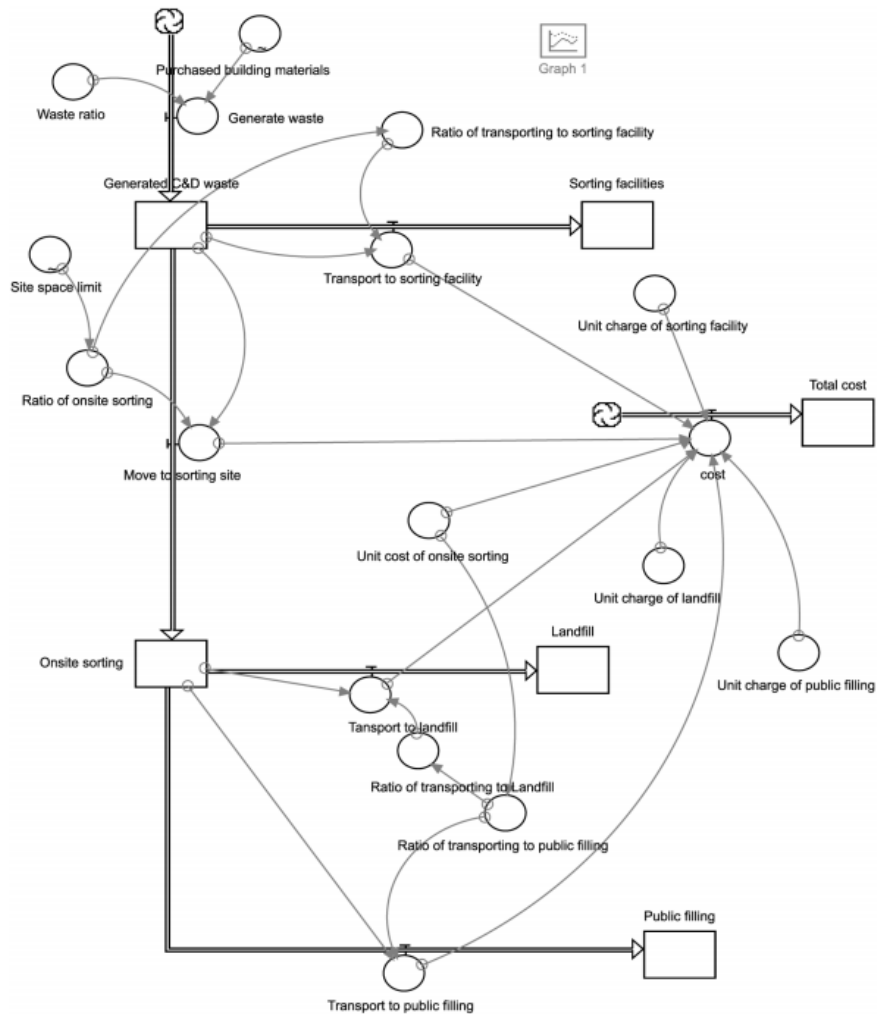 Graph 1
Purchased building materials
Waste ratio
Generate waste
Ratio of transporting to sorting facility
Generated C&D waste
Sorting facilities
Site space limit
Transport to sorting facility
Unit charge of sorting facility
Total cost
Ratio of onsite sorting
Move to sorting site
cost
Unit cost of onsite sorting
Unit charge of landfill
Landfill
Onsite sorting
Unit charge of public filling
Tansport to landfill
Ratio of transporting to Landfill
Ratio of transporting to public filling
Public filling
Transport to public filling